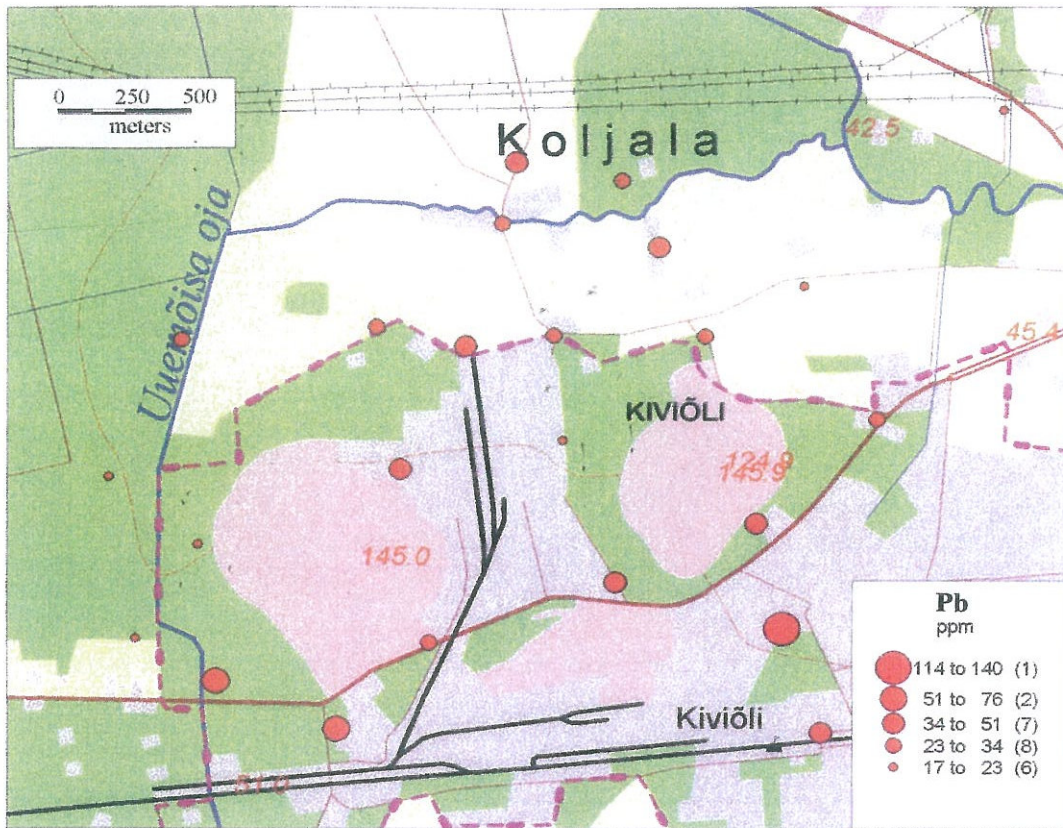 0 250 500
meters
Koljala
42.5
Uuemõisa oja
45.4
KIVIÕLI
124.9
145.9
145.0
Kiviõli
51.0
Pb
ppm
114 to 140 (1)
51 to 76 (2)
34 to 51 (7)
23 to 34 (8)
17 to 23 (6)